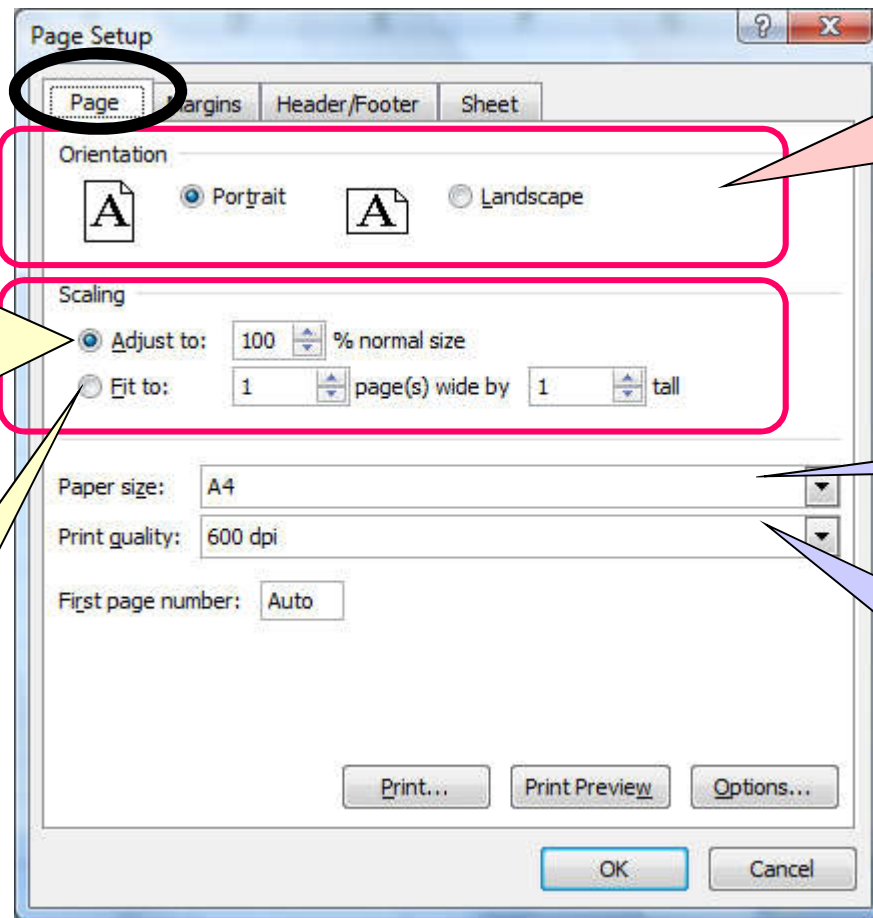 Page Setup
Page Margins Header/Footer Sheet
Orientation
A Portrait A Landscape
Scaling
Adjust to: 100 % normal size
Fit to: 1 page(s) wide by 1 tall
Paper size: A4
Print quality: 600 dpi
First page number: Auto
Print... Print Preview Options...
OK Cancel